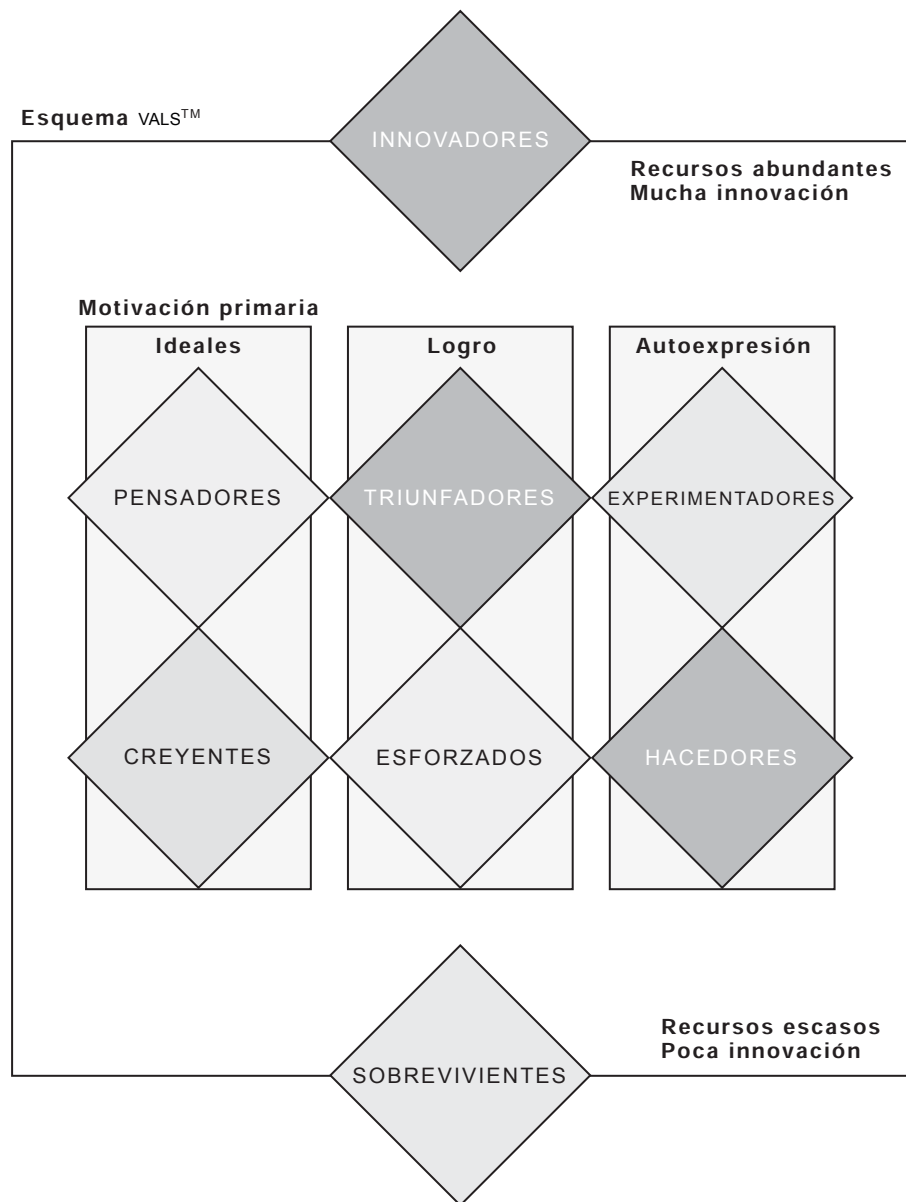 Esquema VALS™
INNOVADORES
Recursos abundantes
Mucha innovación
Motivación primaria
Ideales
Logro
Autoexpresión
PENSADORES
TRIUNFADORES
EXPERIMENTADORES
CREYENTES
ESFORZADOS
HACEDORES
Recursos escasos
Poca innovación
SOBREVIVIENTES